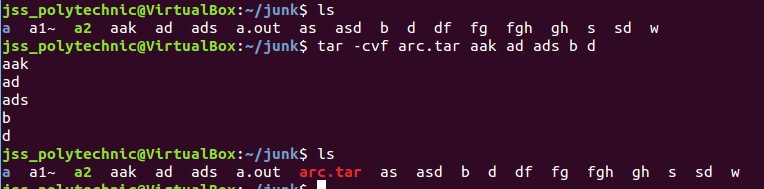 jss_polytechnic@VirtualBox:~/junk$ ls
a  a1~  a2  aak  ad  ads  a.out  as  asd  b  d  df  fg  fgh  gh  s  sd  w
jss_polytechnic@VirtualBox:~/junk$ tar -cvf arc.tar aak ad ads b d
aak
ad
ads
b
d
jss_polytechnic@VirtualBox:~/junk$ ls
a  a1~  a2  aak  ad  ads  a.out  arc.tar  as  asd  b  d  df  fg  fgh  gh  s  sd  w
jss_polytechnic@VirtualBox:~/junk$